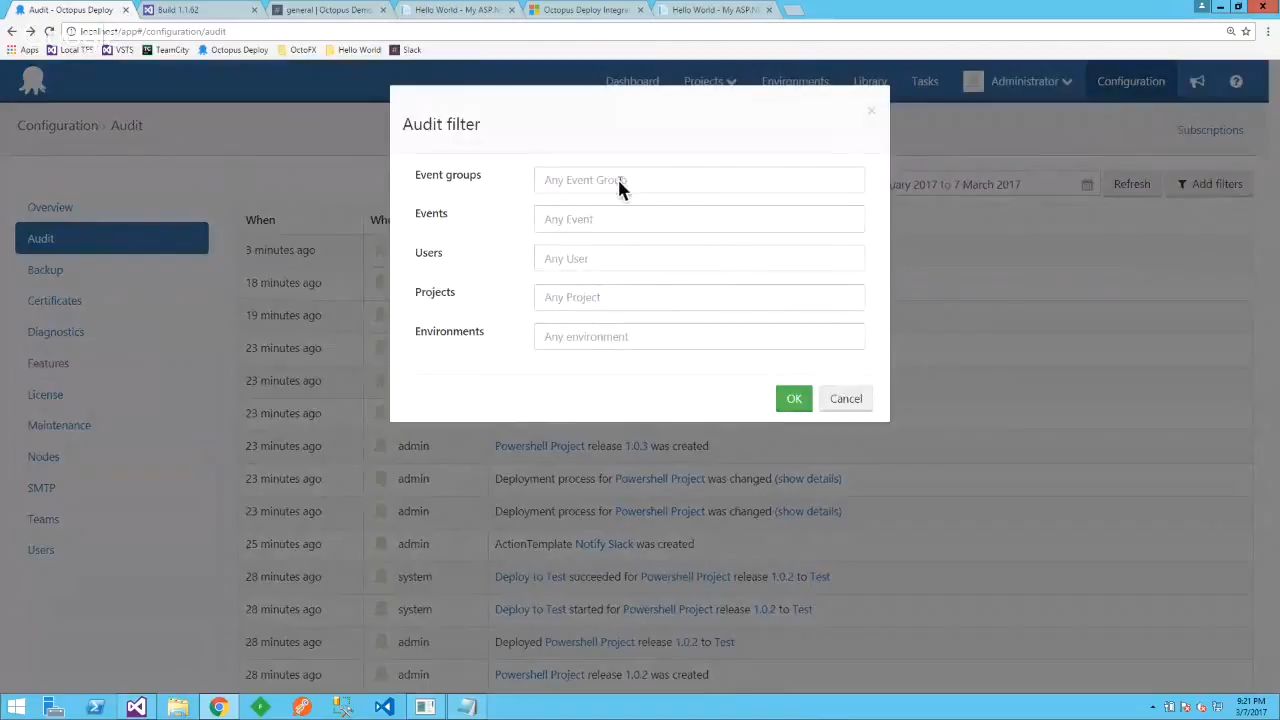 Audit - Octopus Deploy
Build 1.1.62
general | Octopus Demo
Hello World - My ASP.NE
Octopus Deploy Integra
Hello World - My ASP.NE
localhost/app#/configuration/audit
Apps
Local TFS
VSTS
TeamCity
Octopus Deploy
OctoFX
Hello World
Slack
Dashboard
Projects
Environments
Library
Tasks
Administrator
Configuration
Configuration › Audit
Subscriptions
Audit filter
×
Event groups
Any Event Group
Events
Any Event
Users
Any User
Projects
Any Project
Environments
Any environment
OK
Cancel
uary 2017 to 7 March 2017
Refresh
Add filters
Overview
Audit
Backup
Certificates
Diagnostics
Features
License
Maintenance
Nodes
SMTP
Teams
Users
When
3 minutes ago
18 minutes ago
19 minutes ago
23 minutes ago
23 minutes ago
23 minutes ago
23 minutes ago admin Powershell Project release 1.0.3 was created
23 minutes ago admin Deployment process for Powershell Project was changed (show details)
23 minutes ago admin Deployment process for Powershell Project was changed (show details)
25 minutes ago admin ActionTemplate Notify Slack was created
28 minutes ago system Deploy to Test succeeded for Powershell Project release 1.0.2 to Test
28 minutes ago system Deploy to Test started for Powershell Project release 1.0.2 to Test
28 minutes ago admin Deployed Powershell Project release 1.0.2 to Test
28 minutes ago admin Powershell Project release 1.0.2 was created
9:21 PM
3/7/2017